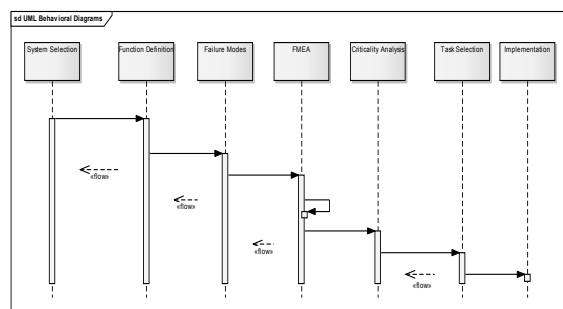 sd UML Behavioral Diagrams
System Selection
Function Definition
Failure Modes
FMEA
Criticality Analysis
Task Selection
Implementation
«flow»
«flow»
«flow»
«flow»